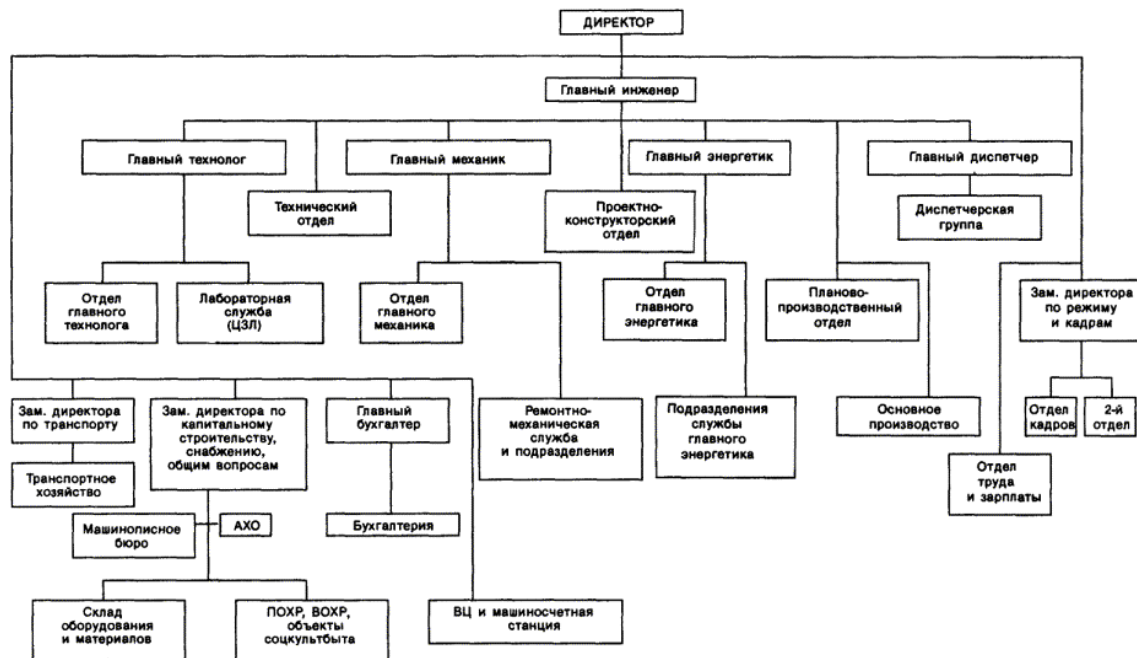 ДИРЕКТОР
Главный инженер
Главный технолог
Главный механик
Главный энергетик
Главный диспетчер
Технический
отдел
Проектно-
конструкторский
отдел
Диспетчерская
группа
Отдел
главного
технолога
Лабораторная
служба
(ЦЗЛ)
Отдел
главного
механика
Отдел
главного
энергетика
Планово-
производственный
отдел
Зам. директора
по режиму
и кадрам
Зам. директора
по транспорту
Зам. директора по
капитальному
строительству,
снабжению,
общим вопросам
Главный
бухгалтер
Ремонтно-
механическая
служба
и подразделения
Подразделения
службы
главного
энергетика
Основное
производство
Отдел
кадров
2-й
отдел
Транспортное
хозяйство
Отдел
труда
и зарплаты
Машинописное
бюро
АХО
Бухгалтерия
Склад
оборудования
и материалов
ПОХР, ВОХР,
объекты
соцкультбыта
ВЦ и машиносчетная
станция